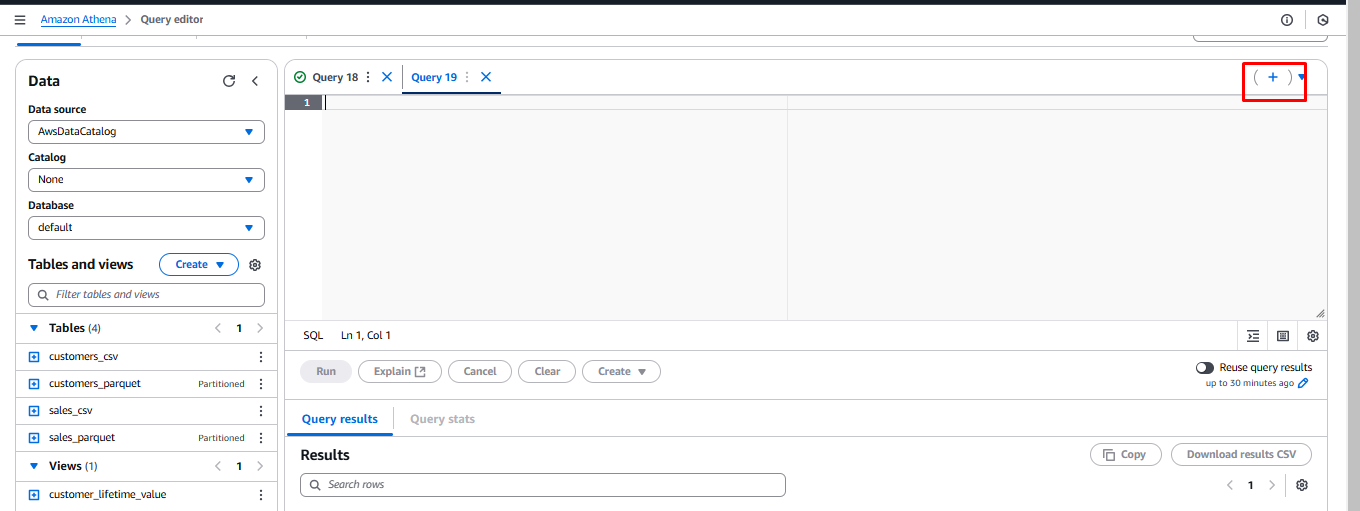 Amazon Athena > Query editor
Data
Data source
AwsDataCatalog
Catalog
None
Database
default
Tables and views Create
Filter tables and views
Tables (4) < 1 >
customers_csv
customers_parquet Partitioned
sales_csv
sales_parquet Partitioned
Views (1) < 1 >
customer_lifetime_value
Query 18 Query 19 ( + )
1
SQL Ln 1, Col 1
Run Explain Cancel Clear Create
Reuse query results
up to 30 minutes ago
Query results Query stats
Results Copy Download results CSV
Search rows < 1 >